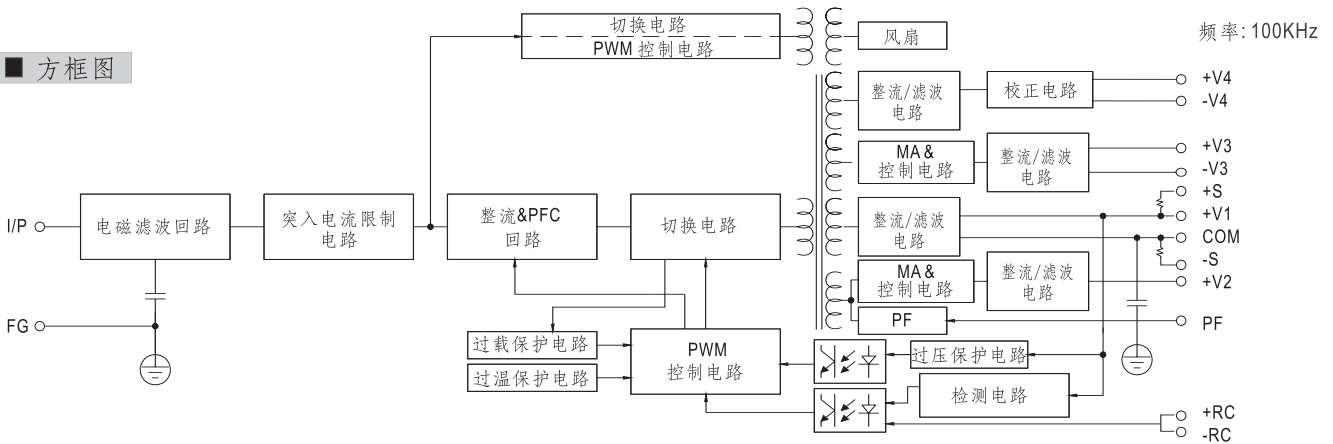 ■ 方框图
频率: 100KHz
切换电路
PWM 控制电路
风扇
整流/滤波
电路
校正电路
+V4
-V4
MA &
控制电路
整流/滤波
电路
+V3
-V3
I/P
电磁滤波回路
突入电流限制
电路
整流&PFC
回路
切换电路
整流/滤波
电路
+S
+V1
COM
-S
MA &
控制电路
整流/滤波
电路
+V2
PF
PF
FG
过载保护电路
过温保护电路
PWM
控制电路
过压保护电路
检测电路
+RC
-RC